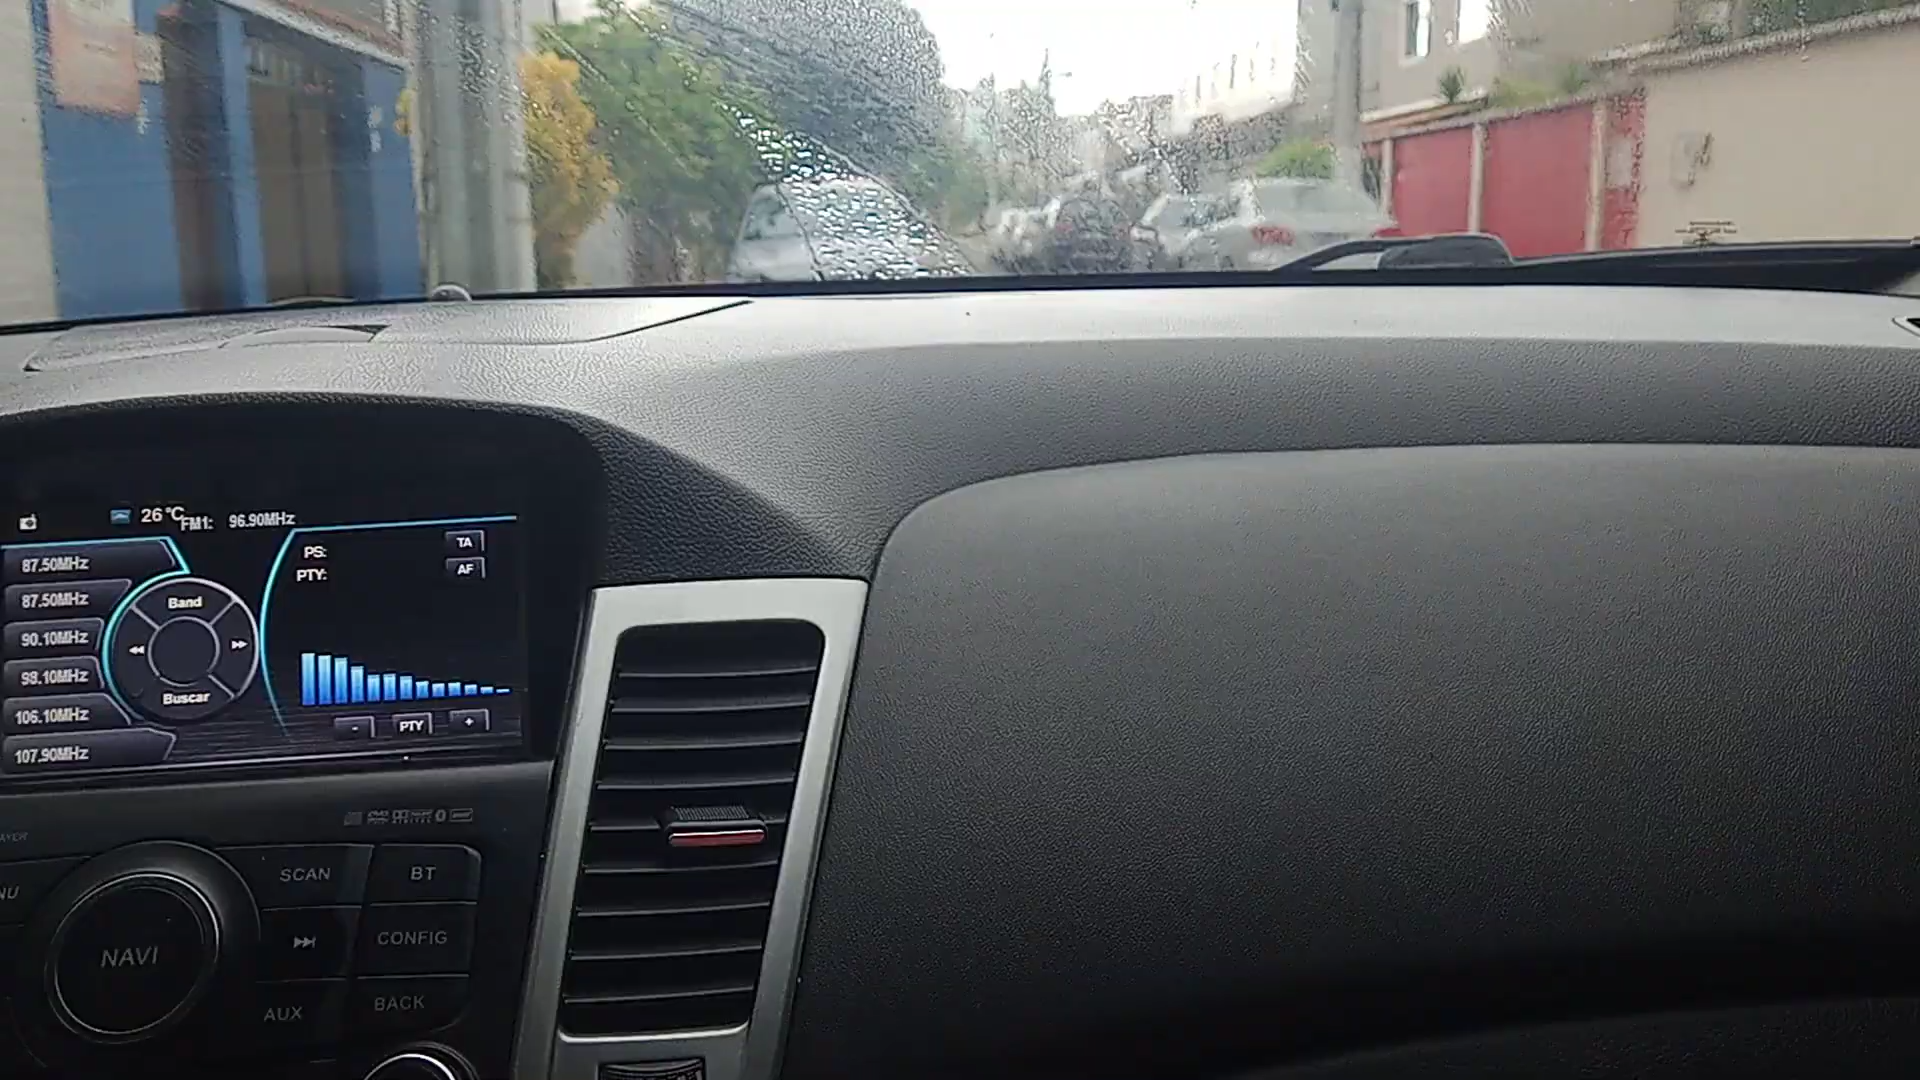 26 °C
FM1: 96.90MHz
87.50MHz
87.50MHz
90.10MHz
98.10MHz
106.10MHz
107.90MHz
Band
Buscar
PS:
PTY:
TA
AF
- PTY +
SCAN
BT
NAVI
CONFIG
AUX
BACK